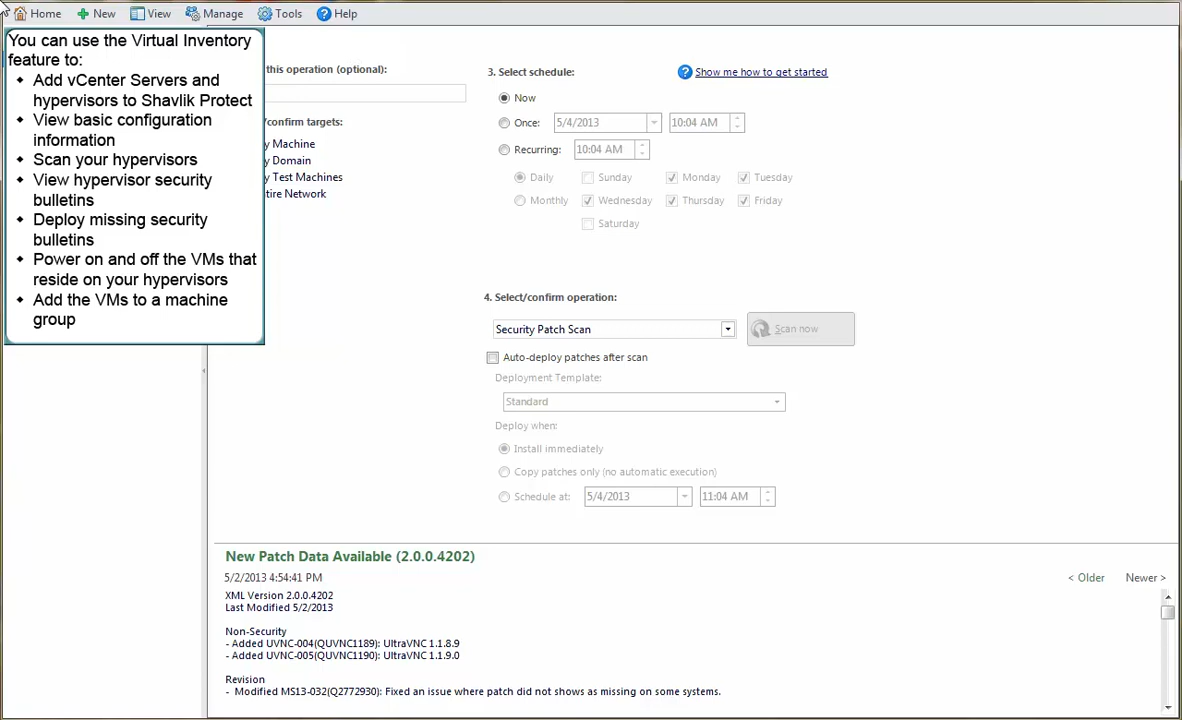 Home New View Manage Tools Help
You can use the Virtual Inventory
feature to:
◆ Add vCenter Servers and
hypervisors to Shavlik Protect
◆ View basic configuration
information
◆ Scan your hypervisors
◆ View hypervisor security
bulletins
◆ Deploy missing security
bulletins
◆ Power on and off the VMs that
reside on your hypervisors
◆ Add the VMs to a machine
group
this operation (optional):
/confirm targets:
y Machine
y Domain
y Test Machines
tire Network
3. Select schedule:
Show me how to get started
Now
Once: 5/4/2013 10:04 AM
Recurring: 10:04 AM
Daily Sunday Monday Tuesday
Monthly Wednesday Thursday Friday
Saturday
4. Select/confirm operation:
Security Patch Scan Scan now
Auto-deploy patches after scan
Deployment Template:
Standard
Deploy when:
Install immediately
Copy patches only (no automatic execution)
Schedule at: 5/4/2013 11:04 AM
New Patch Data Available (2.0.0.4202)
5/2/2013 4:54:41 PM < Older Newer >
XML Version 2.0.0.4202
Last Modified 5/2/2013
Non-Security
- Added UVNC-004(QUVNC1189): UltraVNC 1.1.8.9
- Added UVNC-005(QUVNC1190): UltraVNC 1.1.9.0
Revision
- Modified MS13-032(Q2772930): Fixed an issue where patch did not shows as missing on some systems.